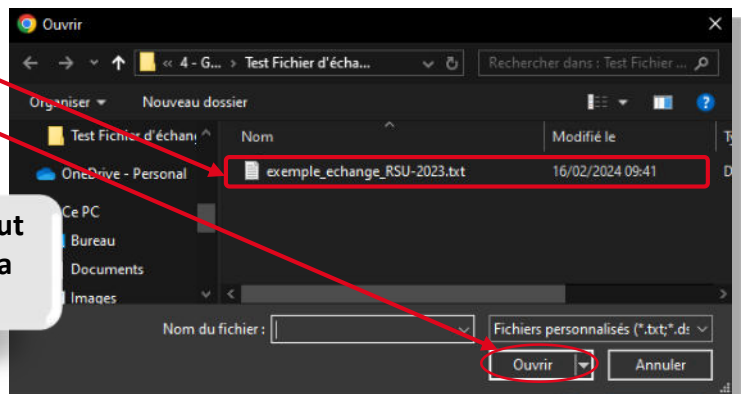 Ouvrir
« 4 - G... › Test Fichier d'écha...
Rechercher dans : Test Fichier ...
Organiser
Nouveau dossier
Test Fichier d'échan
Nom
Modifié le
OneDrive - Personal
exemple_echange_RSU-2023.txt
16/02/2024 09:41
D
Ce PC
ut
a
Bureau
Documents
Images
Nom du fichier :
Fichiers personnalisés (*.txt;*.ds
Ouvrir
Annuler